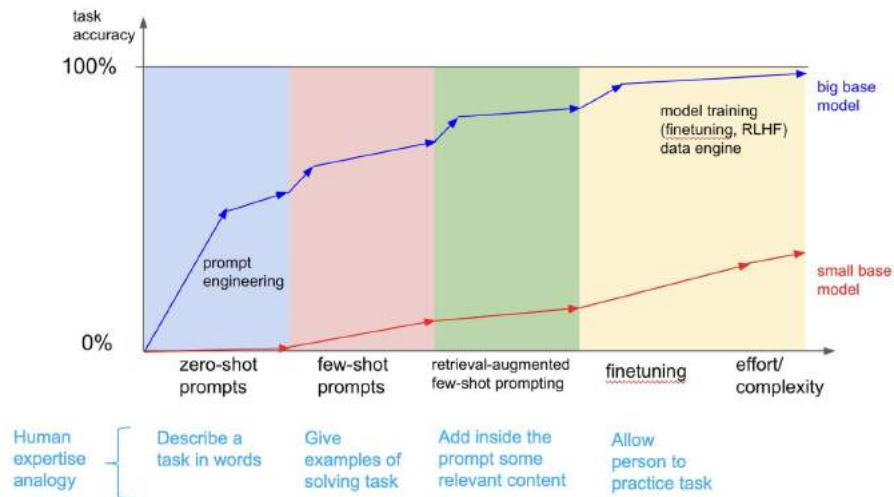 task
accuracy
100%
big base
model
model training
(finetuning, RLHF)
data engine
prompt
engineering
small base
model
0%
zero-shot
prompts
few-shot
prompts
retrieval-augmented
few-shot prompting
finetuning
effort/
complexity
Human
expertise
analogy
Describe a
task in words
Give
examples of
solving task
Add inside the
prompt some
relevant content
Allow
person to
practice task